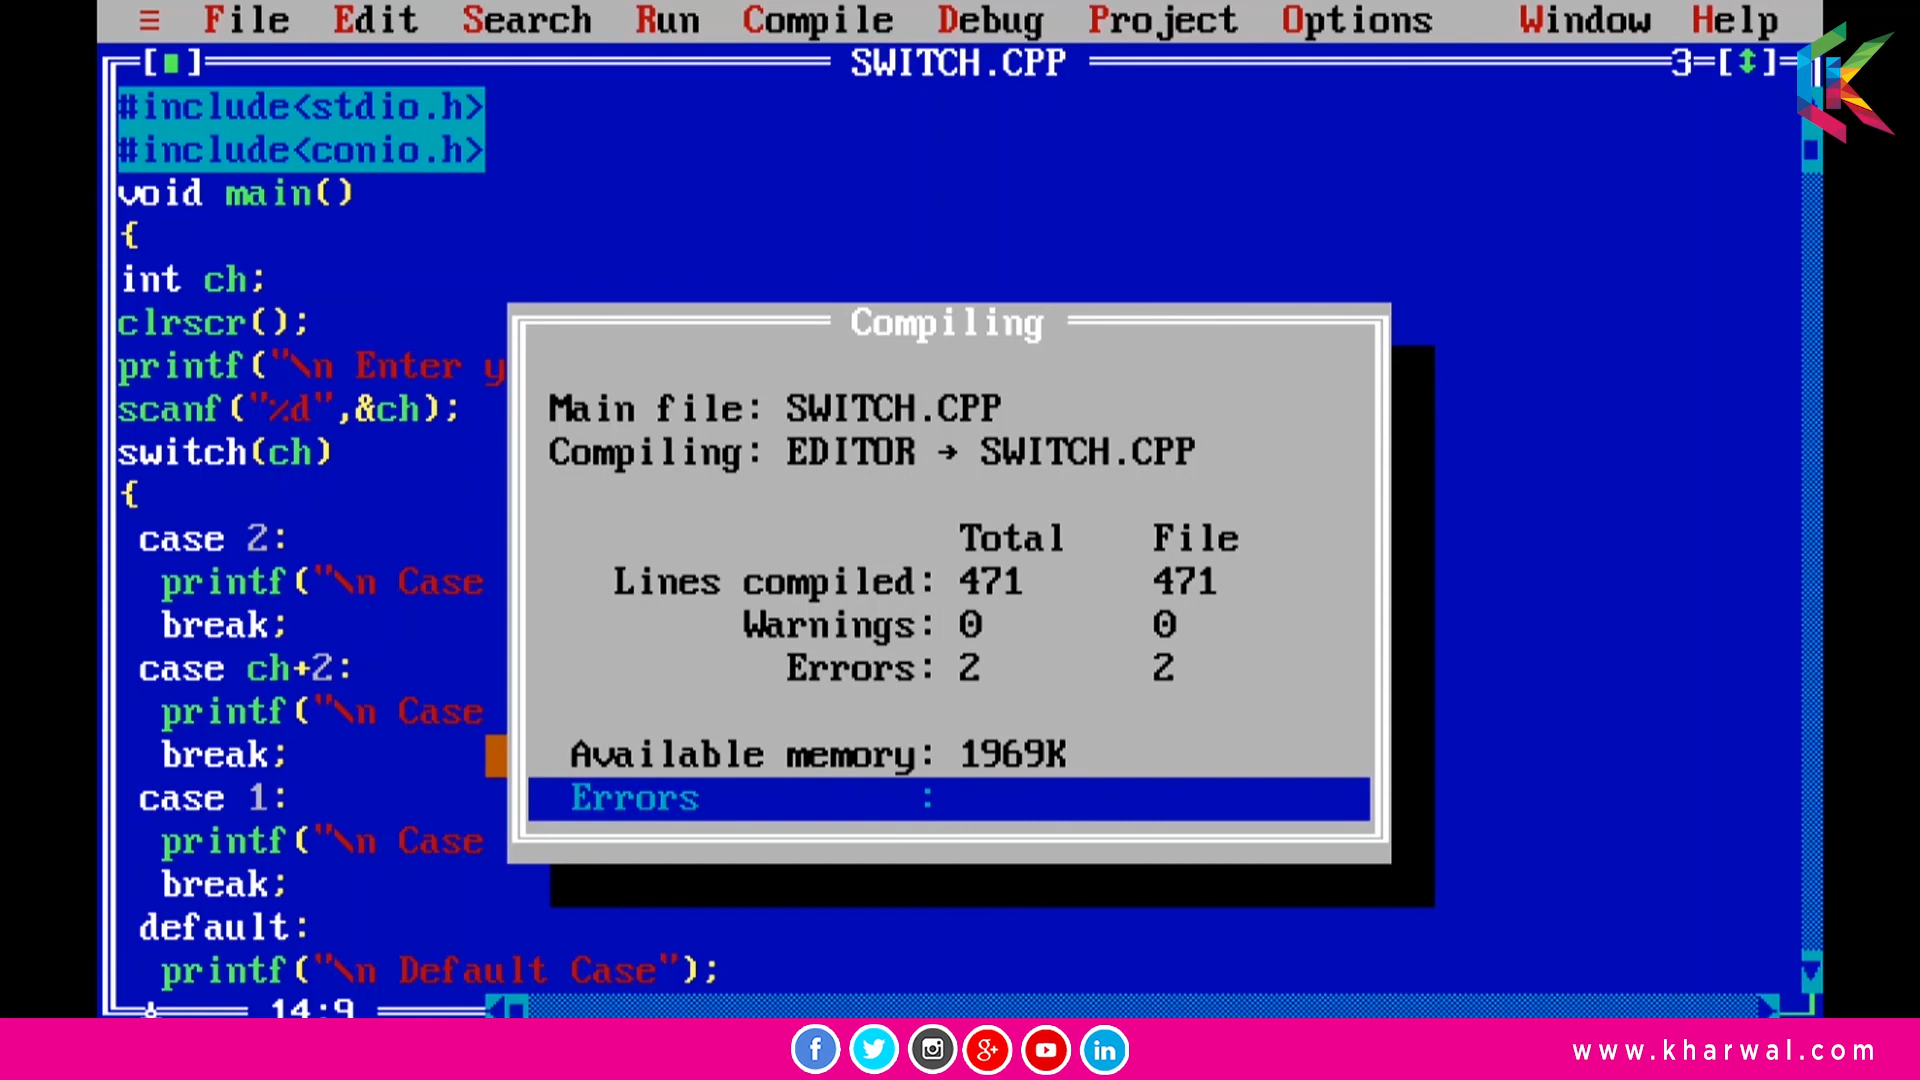 ≡ File Edit Search Run Compile Debug Project Options Window Help
[■] SWITCH.CPP 3=[↕]
#include<stdio.h>
#include<conio.h>
void main()
{
int ch;
clrscr();
printf("\n Enter y
scanf("%d",&ch);
switch(ch)
{
case 2:
printf("\n Case
break;
case ch+2:
printf("\n Case
break;
case 1:
printf("\n Case
break;
default:
printf("\n Default Case");
14:9
Compiling
Main file: SWITCH.CPP
Compiling: EDITOR → SWITCH.CPP
Total File
Lines compiled: 471 471
Warnings: 0 0
Errors: 2 2
Available memory: 1969K
Errors :
www.kharwal.com